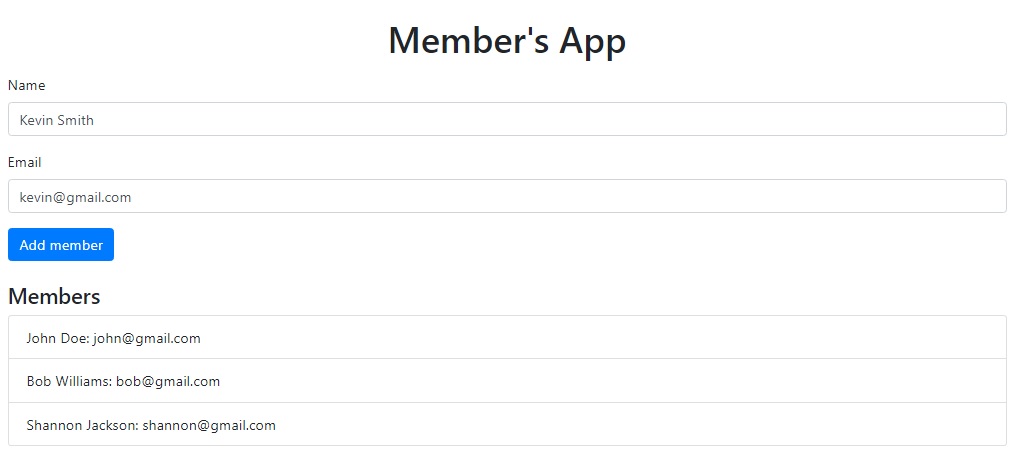 Member's App
Name
Kevin Smith
Email
kevin@gmail.com
Add member
Members
John Doe: john@gmail.com
Bob Williams: bob@gmail.com
Shannon Jackson: shannon@gmail.com